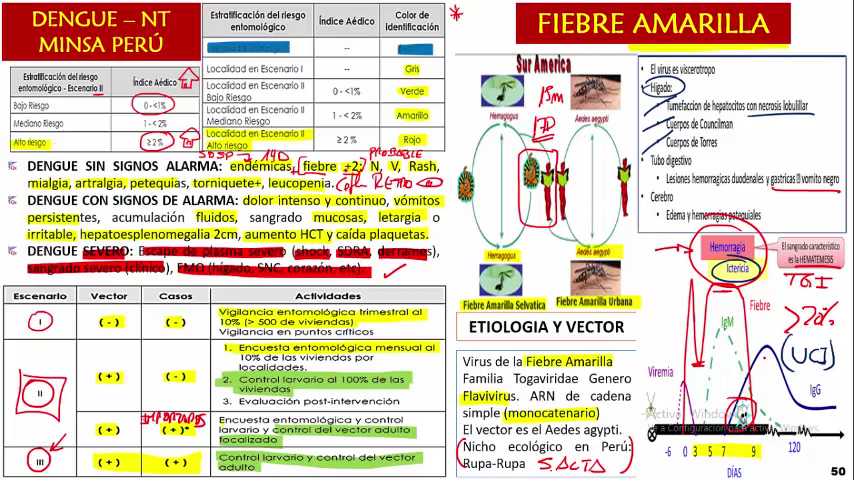 DENGUE – NT
MINSA PERÚ
Estratificación del riesgo
entomológico - Escenario II
Índice Aédico
Bajo Riesgo
0 -<1%
Mediano Riesgo
1 - <2%
Alto riesgo
≥ 2%
Estratificación del riesgo
entomológico
Índice Aédico
Color de
identificación
--
Localidad en Escenario I
--
Gris
Localidad en Escenario II
Bajo Riesgo
0 -<1%
Verde
Localidad en Escenario II
Mediano Riesgo
1 - <2%
Amarillo
Localidad en Escenario II
Alto riesgo
≥ 2%
Rojo
7, 14D
PROBABLE
DENGUE SIN SIGNOS ALARMA: endémicas, fiebre +2: N, V, Rash,
mialgia, artralgia, petequias, torniquete+, leucopenia.
RETRO
DENGUE CON SIGNOS DE ALARMA: dolor intenso y continuo, vómitos
persistentes, acumulación fluidos, sangrado mucosas, letargia o
irritable, hepatoesplenomegalia 2cm, aumento HCT y caída plaquetas.
DENGUE SEVERO: Escape de plasma severo (shock, SDRA, derrames),
sangrado severo (clínico), FMO (hígado, SNC, corazón, etc).
Escenario
Vector
Casos
Actividades
I
(-)
(-)
Vigilancia entomológica trimestral al
10% (> 500 de viviendas)
Vigilancia en puntos críticos
II
(+)
(-)
1. Encuesta entomológica mensual al
10% de las viviendas por
localidades.
2. Control larvario al 100% de las
viviendas
3. Evaluación post-intervención
IMPORTADOS
(+)
(+)*
Encuesta entomológica y control
larvario y control del vector adulto
focalizado
III
(+)
(+)
Control larvario y control del vector
adulto
*
FIEBRE AMARILLA
Sur America
Hemagogus
Aedes aegypti
Hemagogus
Aedes aegypti
Fiebre Amarilla Selvatica
Fiebre Amarilla Urbana
ETIOLOGIA Y VECTOR
Virus de la Fiebre Amarilla
Familia Togaviridae Genero
Flavivirus. ARN de cadena
simple (monocatenario)
El vector es el Aedes agypti.
Nicho ecológico en Perú:
Rupa-Rupa
S. ALTA
El virus es viscerotropo
Hígado:
Tumefaccion de hepatocitos con necrosis lobulillar
Cuerpos de Councilman
Cuerpos de Torres
Tubo digestivo
Lesiones hemorragicas duodenales y gastricas vomito negro
Cerebro
Edema y hemorragias petequiales
Hemorragia
Ictericia
El sangrado característico
es la HEMATEMESIS
Fiebre
>20%
(UCI)
IgM
IgG
Viremia
-6 0 3 5 7 9 120
DÍAS
50